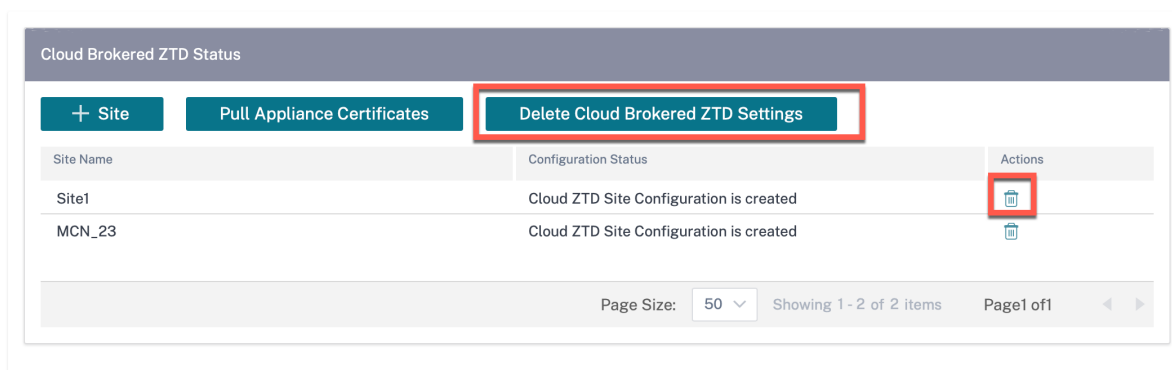 Cloud Brokered ZTD Status
+ Site Pull Appliance Certificates Delete Cloud Brokered ZTD Settings
Site Name Configuration Status Actions
Site1 Cloud ZTD Site Configuration is created
MCN_23 Cloud ZTD Site Configuration is created
Page Size: 50 Showing 1 - 2 of 2 items Page1 of1